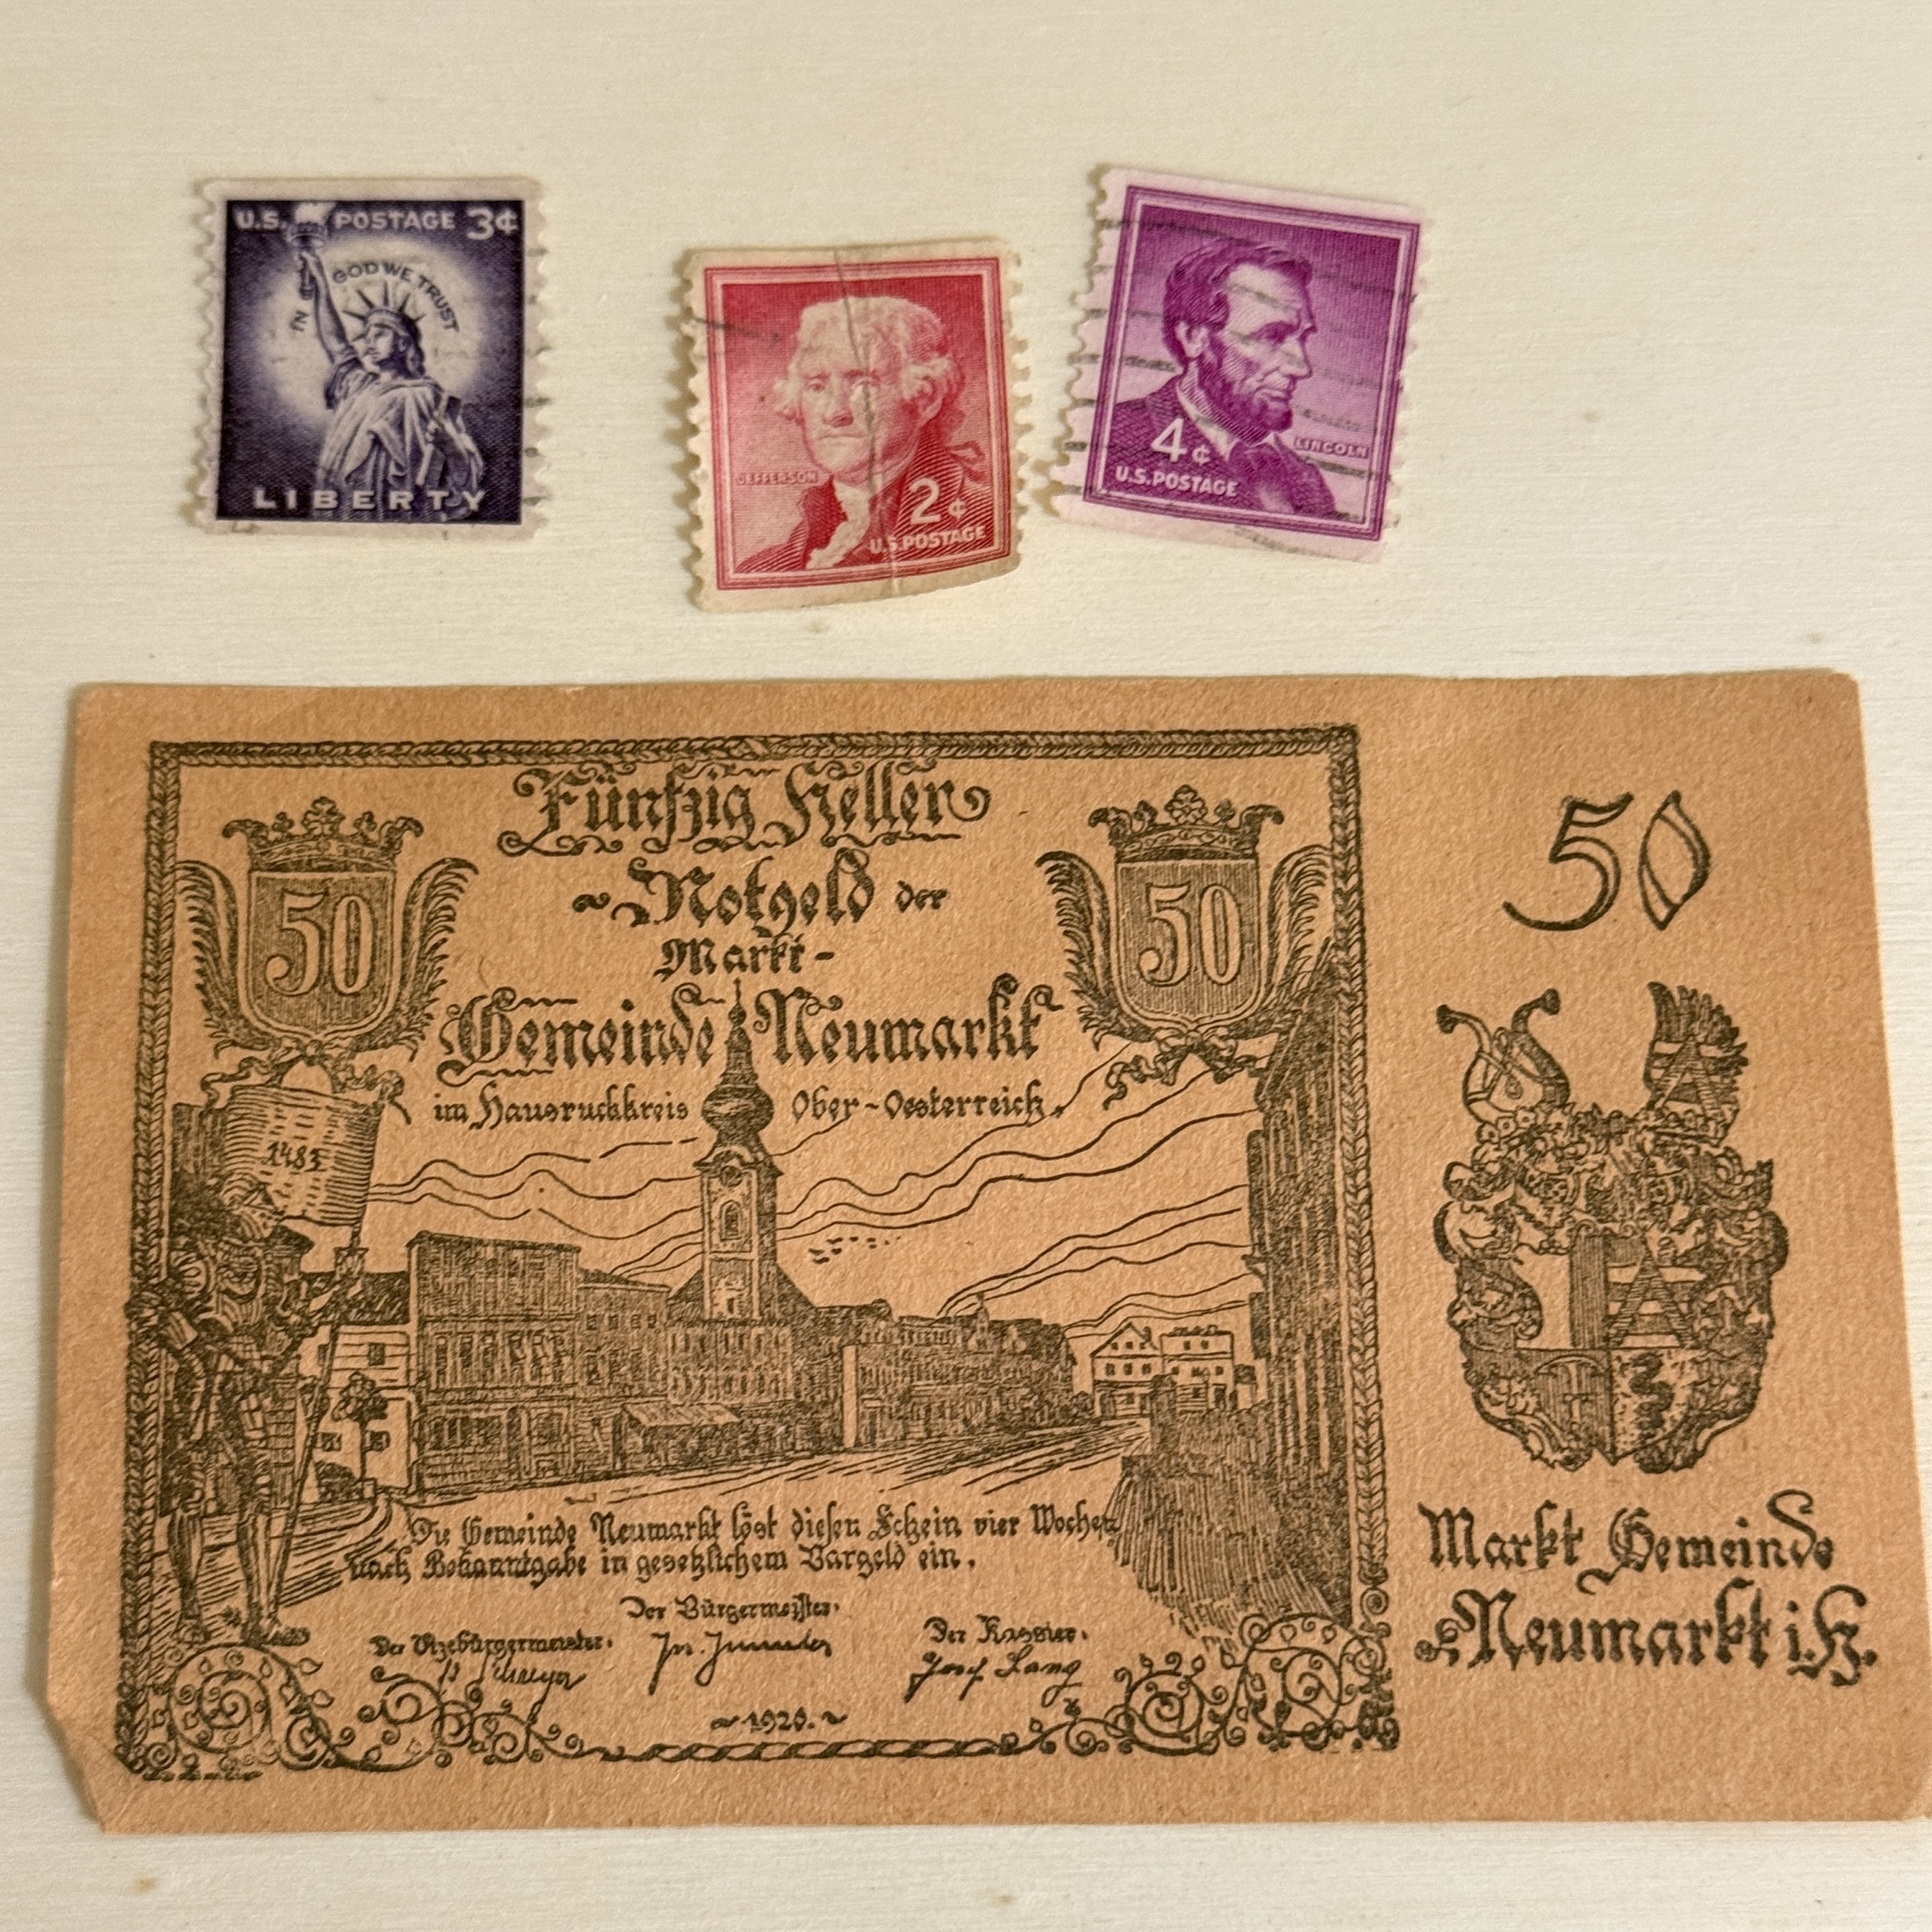 U.S. POSTAGE 3¢
IN GOD WE TRUST
LIBERTY
JEFFERSON
2¢
U.S. POSTAGE
LINCOLN
4¢
U.S. POSTAGE
Fünfzig Heller
50
~ Notgeld der
50
Markt-
Gemeinde Neumarkt
im Hausruckkreis Ober-Oesterreich.
1483
Die Gemeinde Neumarkt löst diesen Schein vier Wochen
nach Bekanntgabe in gesetzlichem Bargeld ein.
Der Bürgermeister.
Der Vizebürgermeister.
Der Kassier.
Josef Lang
~ 1920. ~
50
Markt Gemeinde
Neumarkt i. H.